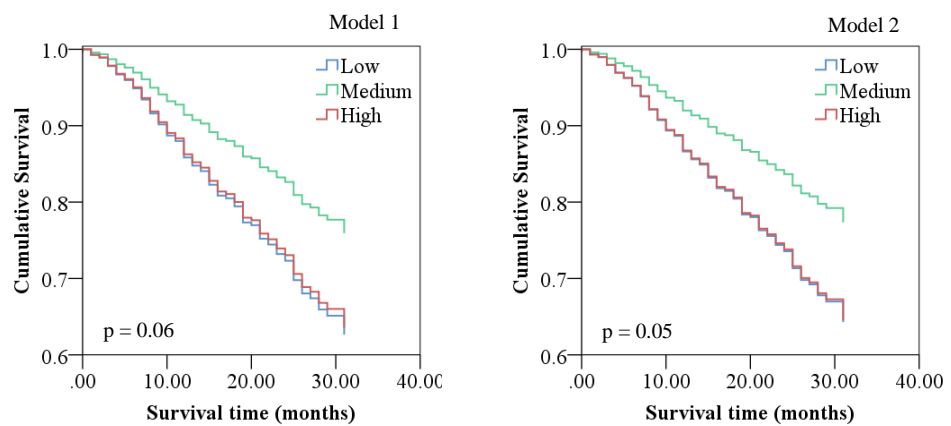 Model 1
1.0
0.9
0.8
0.7
0.6
Cumulative Survival
Low
Medium
High
p = 0.06
.00 10.00 20.00 30.00 40.00
Survival time (months)
Model 2
1.0
0.9
0.8
0.7
0.6
Cumulative Survival
Low
Medium
High
p = 0.05
.00 10.00 20.00 30.00 40.00
Survival time (months)